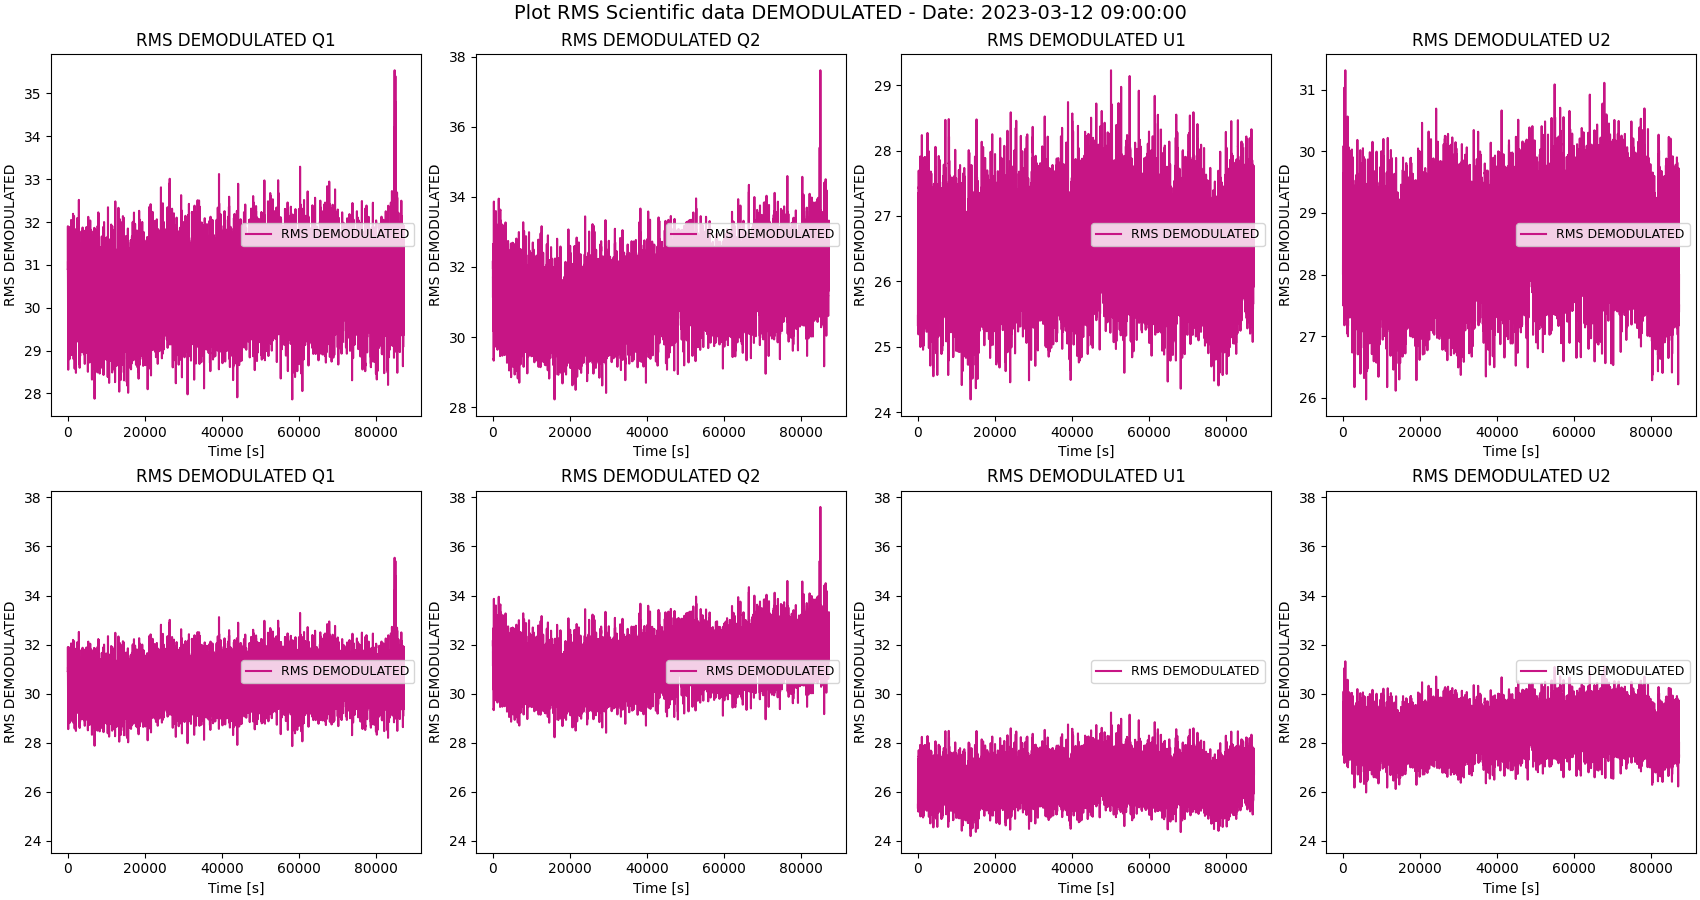 Plot RMS Scientific data DEMODULATED - Date: 2023-03-12 09:00:00
RMS DEMODULATED Q1
RMS DEMODULATED
35
34
33
32
31
30
29
28
RMS DEMODULATED
0 20000 40000 60000 80000
Time [s]
RMS DEMODULATED Q2
RMS DEMODULATED
38
36
34
32
30
28
RMS DEMODULATED
0 20000 40000 60000 80000
Time [s]
RMS DEMODULATED U1
RMS DEMODULATED
29
28
27
26
25
24
RMS DEMODULATED
0 20000 40000 60000 80000
Time [s]
RMS DEMODULATED U2
RMS DEMODULATED
31
30
29
28
27
26
RMS DEMODULATED
0 20000 40000 60000 80000
Time [s]
RMS DEMODULATED Q1
RMS DEMODULATED
38
36
34
32
30
28
26
24
RMS DEMODULATED
0 20000 40000 60000 80000
Time [s]
RMS DEMODULATED Q2
RMS DEMODULATED
38
36
34
32
30
28
26
24
RMS DEMODULATED
0 20000 40000 60000 80000
Time [s]
RMS DEMODULATED U1
RMS DEMODULATED
38
36
34
32
30
28
26
24
RMS DEMODULATED
0 20000 40000 60000 80000
Time [s]
RMS DEMODULATED U2
RMS DEMODULATED
38
36
34
32
30
28
26
24
RMS DEMODULATED
0 20000 40000 60000 80000
Time [s]